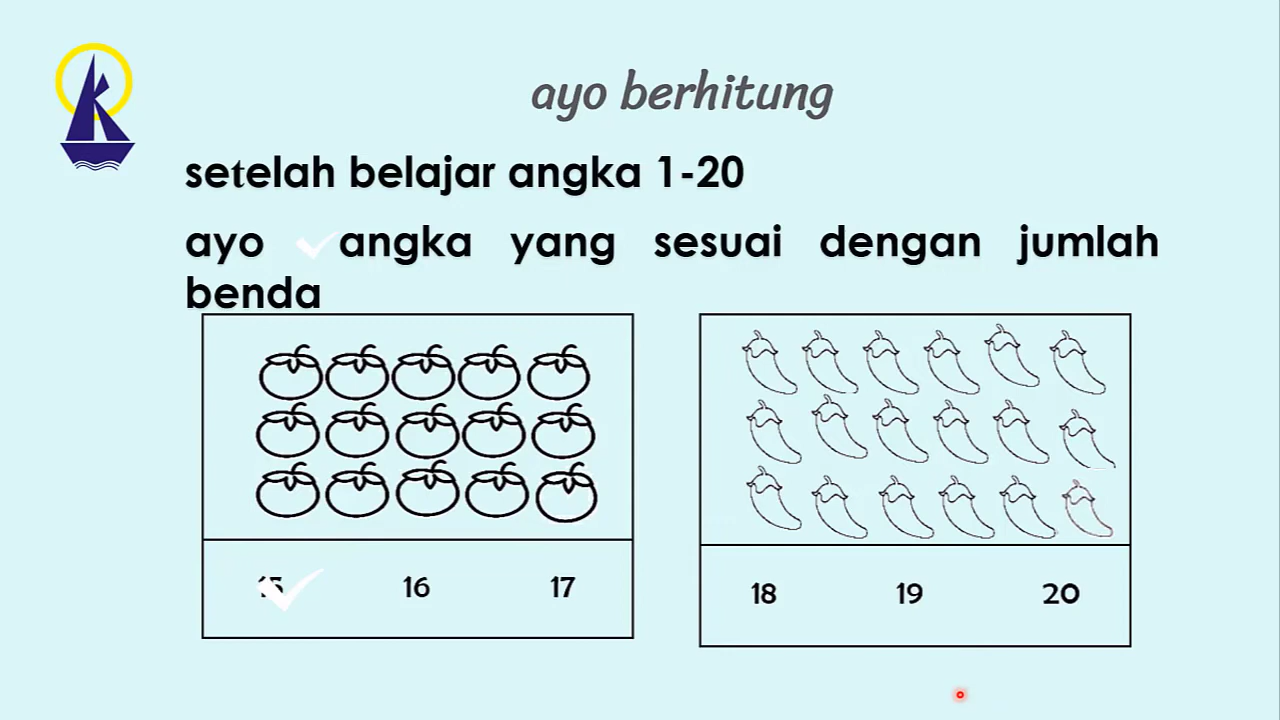 ayo berhitung
setelah belajar angka 1-20
ayo angka yang sesuai dengan jumlah
benda
15 16 17
18 19 20